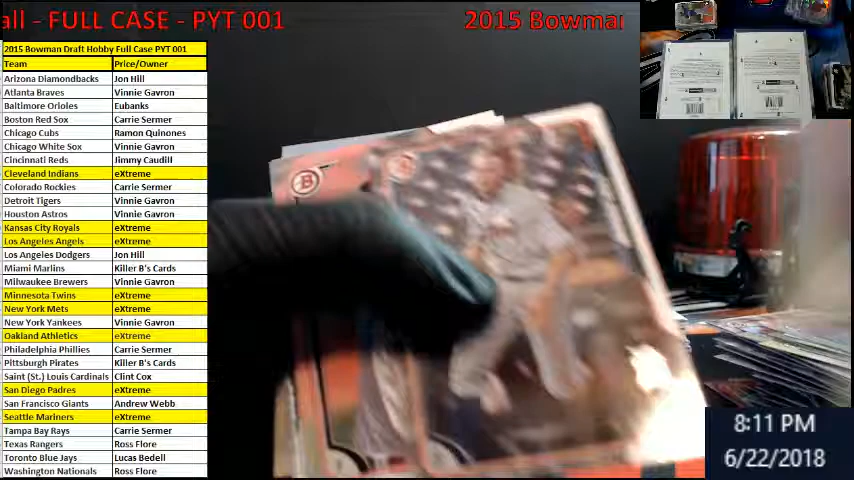 all - FULL CASE - PYT 001
2015 Bowmar
2015 Bowman Draft Hobby Full Case PYT 001
Team Price/Owner
Arizona Diamondbacks Jon Hill
Atlanta Braves Vinnie Gavron
Baltimore Orioles Eubanks
Boston Red Sox Carrie Sermer
Chicago Cubs Ramon Quinones
Chicago White Sox Vinnie Gavron
Cincinnati Reds Jimmy Caudill
Cleveland Indians eXtreme
Colorado Rockies Carrie Sermer
Detroit Tigers Vinnie Gavron
Houston Astros Vinnie Gavron
Kansas City Royals eXtreme
Los Angeles Angels eXtreme
Los Angeles Dodgers Jon Hill
Miami Marlins Killer B's Cards
Milwaukee Brewers Vinnie Gavron
Minnesota Twins eXtreme
New York Mets eXtreme
New York Yankees Vinnie Gavron
Oakland Athletics eXtreme
Philadelphia Phillies Carrie Sermer
Pittsburgh Pirates Killer B's Cards
Saint (St.) Louis Cardinals Clint Cox
San Diego Padres eXtreme
San Francisco Giants Andrew Webb
Seattle Mariners eXtreme
Tampa Bay Rays Carrie Sermer
Texas Rangers Ross Flore
Toronto Blue Jays Lucas Bedell
Washington Nationals Ross Flore
B
8:11 PM
6/22/2018